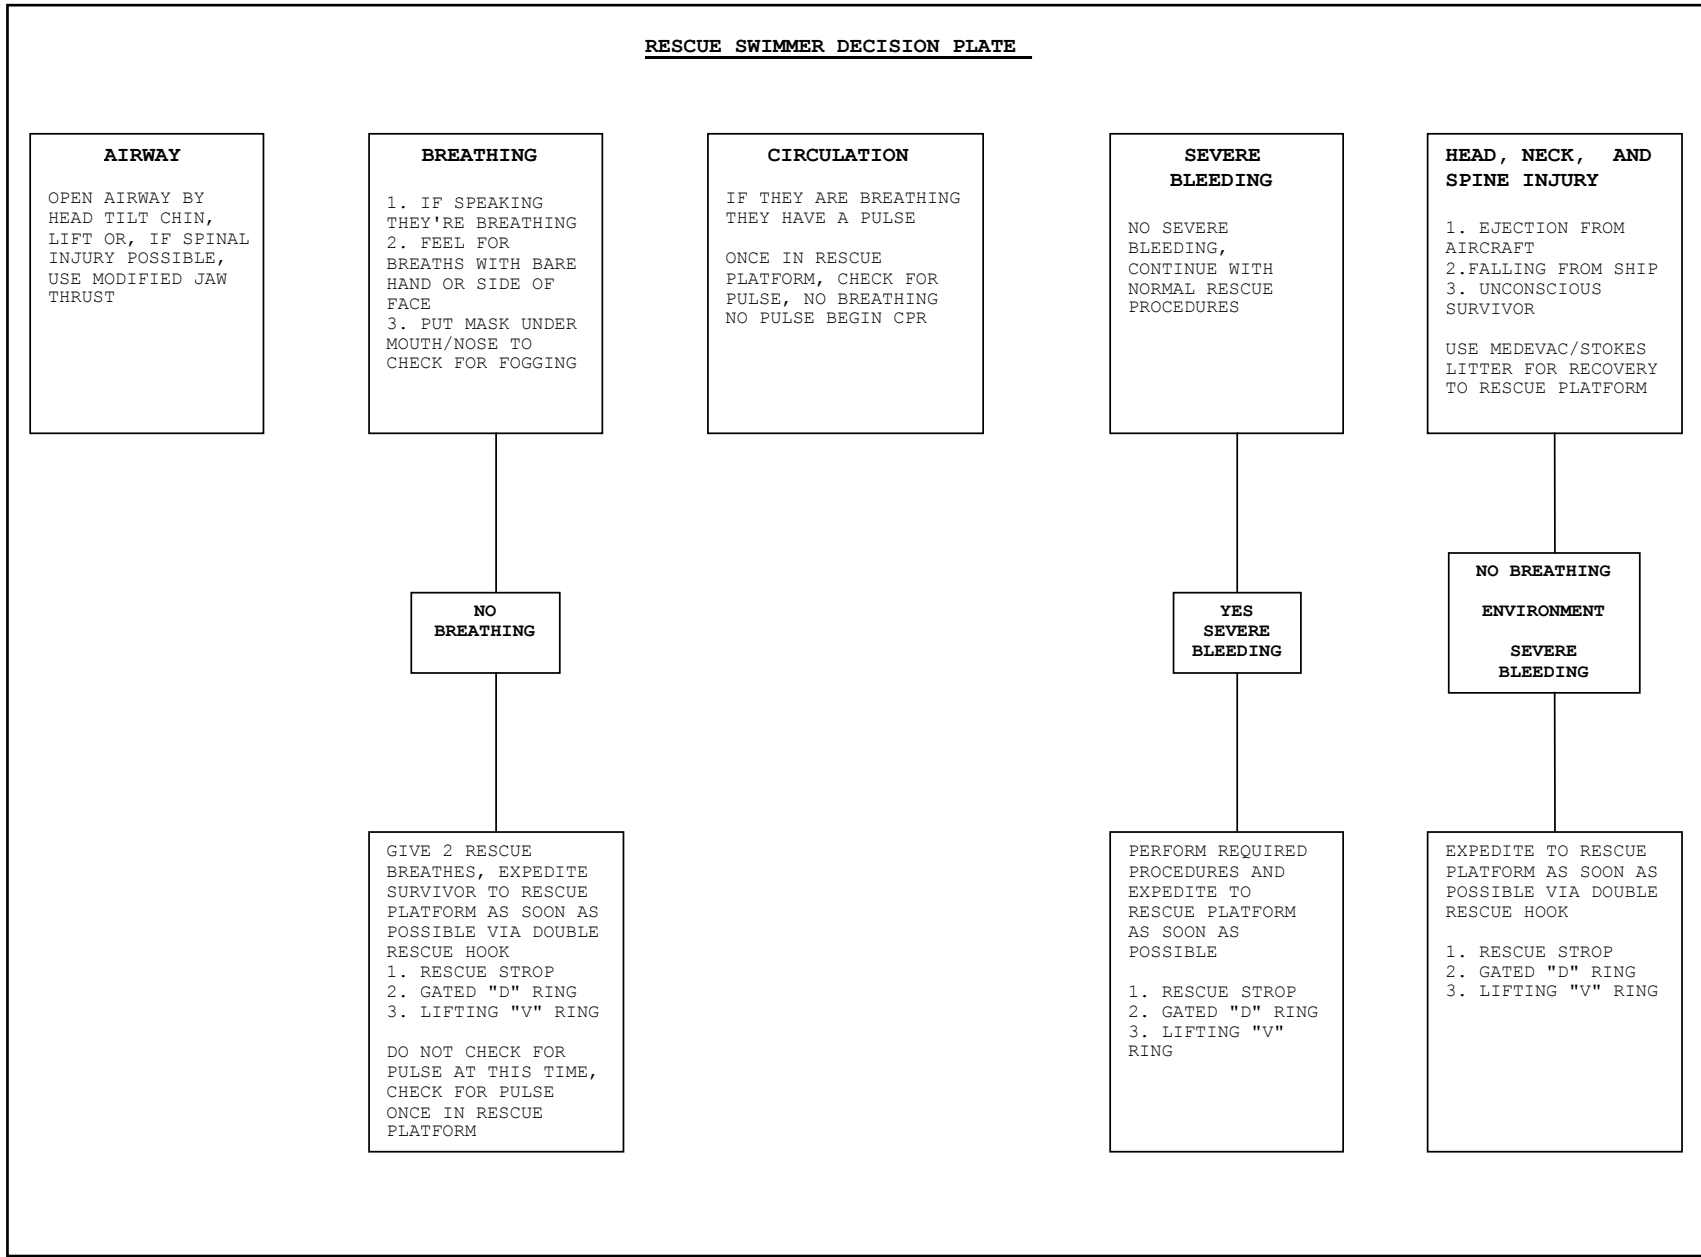 RESCUE SWIMMER DECISION PLATE
AIRWAY
OPEN AIRWAY BY
HEAD TILT CHIN,
LIFT OR, IF SPINAL
INJURY POSSIBLE,
USE MODIFIED JAW
THRUST
BREATHING
1. IF SPEAKING
THEY'RE BREATHING
2. FEEL FOR
BREATHS WITH BARE
HAND OR SIDE OF
FACE
3. PUT MASK UNDER
MOUTH/NOSE TO
CHECK FOR FOGGING
CIRCULATION
IF THEY ARE BREATHING
THEY HAVE A PULSE
ONCE IN RESCUE
PLATFORM, CHECK FOR
PULSE, NO BREATHING
NO PULSE BEGIN CPR
SEVERE
BLEEDING
NO SEVERE
BLEEDING,
CONTINUE WITH
NORMAL RESCUE
PROCEDURES
HEAD, NECK, AND
SPINE INJURY
1. EJECTION FROM
AIRCRAFT
2.FALLING FROM SHIP
3. UNCONSCIOUS
SURVIVOR
USE MEDEVAC/STOKES
LITTER FOR RECOVERY
TO RESCUE PLATFORM
NO
BREATHING
YES
SEVERE
BLEEDING
NO BREATHING
ENVIRONMENT
SEVERE
BLEEDING
GIVE 2 RESCUE
BREATHES, EXPEDITE
SURVIVOR TO RESCUE
PLATFORM AS SOON AS
POSSIBLE VIA DOUBLE
RESCUE HOOK
1. RESCUE STROP
2. GATED "D" RING
3. LIFTING "V" RING
DO NOT CHECK FOR
PULSE AT THIS TIME,
CHECK FOR PULSE
ONCE IN RESCUE
PLATFORM
PERFORM REQUIRED
PROCEDURES AND
EXPEDITE TO
RESCUE PLATFORM
AS SOON AS
POSSIBLE
1. RESCUE STROP
2. GATED "D" RING
3. LIFTING "V"
RING
EXPEDITE TO RESCUE
PLATFORM AS SOON AS
POSSIBLE VIA DOUBLE
RESCUE HOOK
1. RESCUE STROP
2. GATED "D" RING
3. LIFTING "V" RING